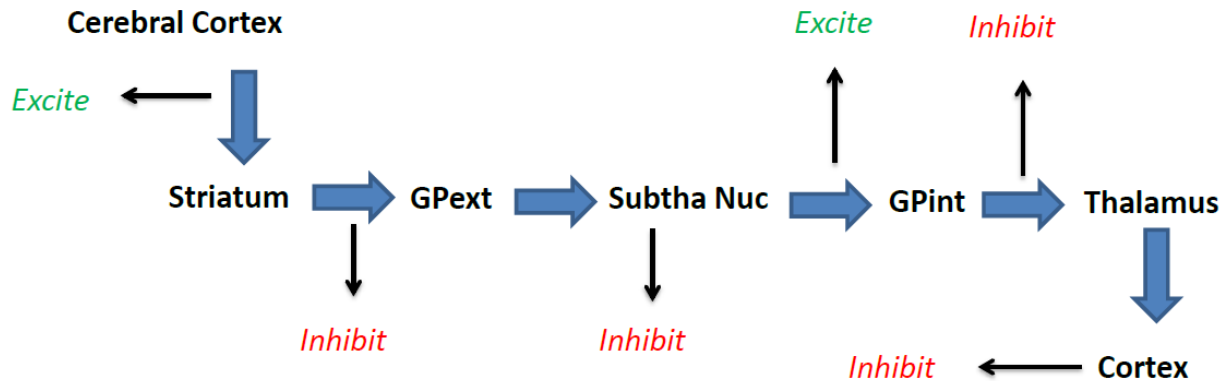 Cerebral Cortex
Excite
Inhibit
Excite
Striatum
GPext
Subtha Nuc
GPint
Thalamus
Inhibit
Inhibit
Inhibit
Cortex